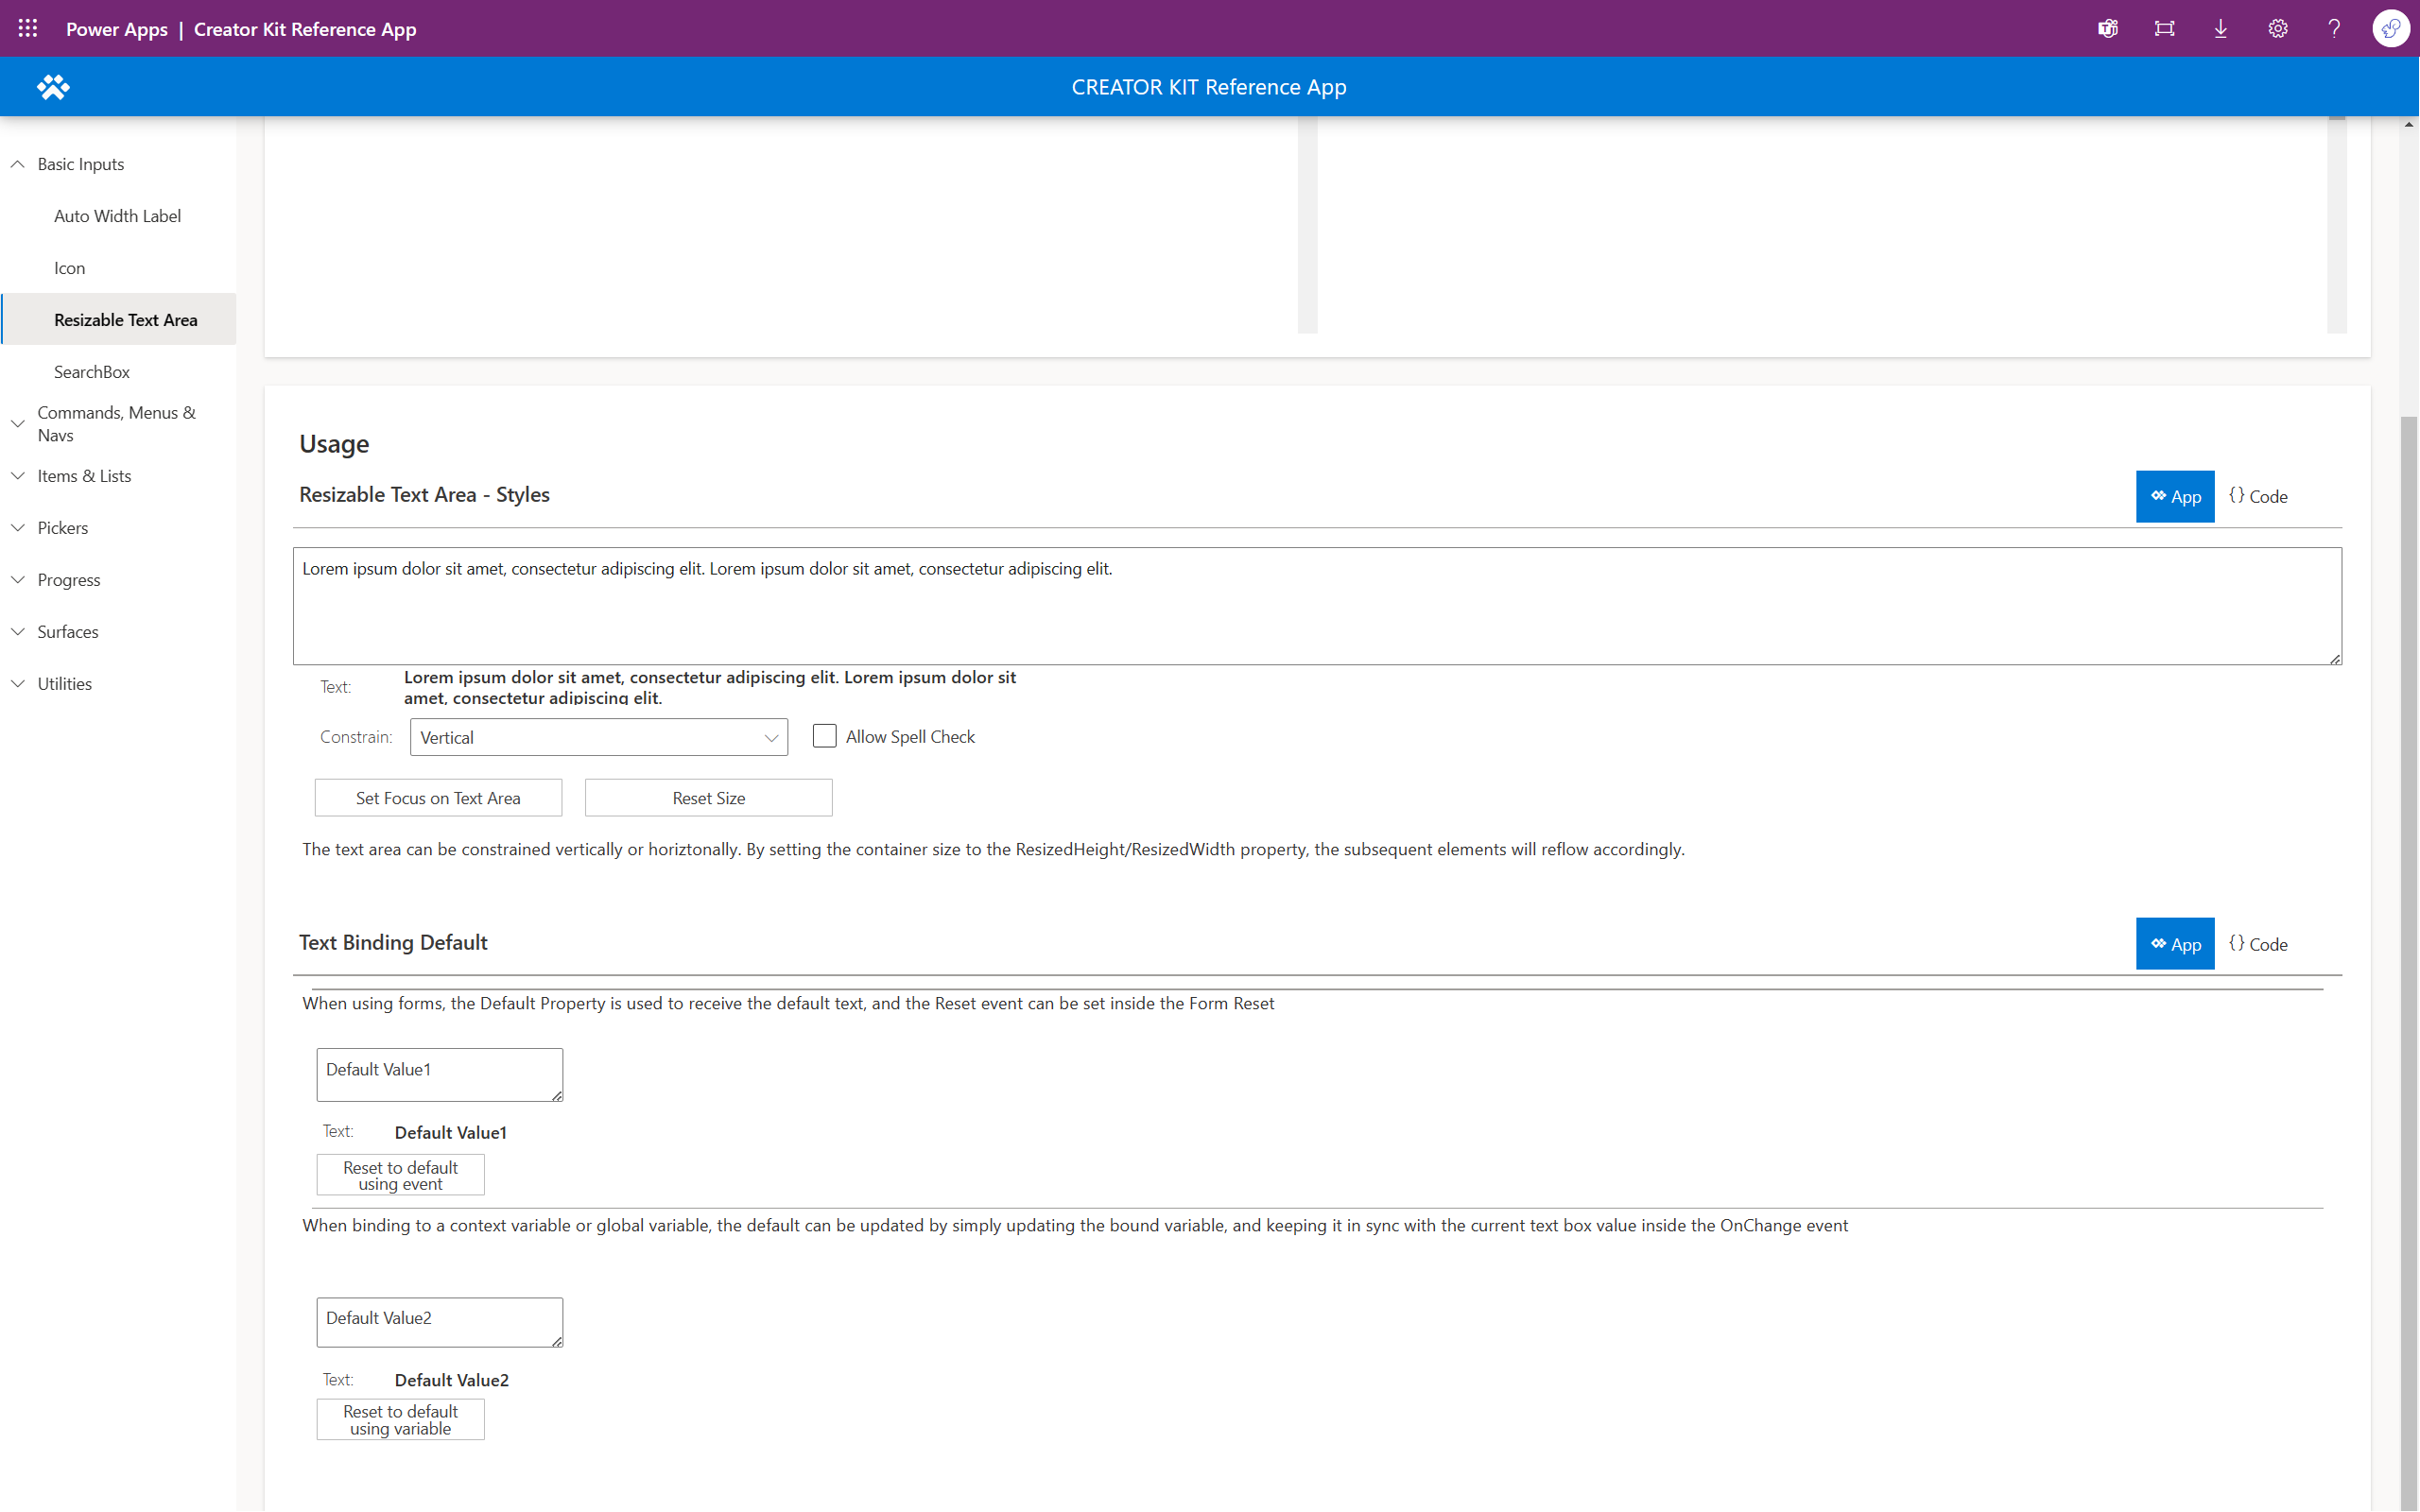 Power Apps | Creator Kit Reference App
CREATOR KIT Reference App
Basic Inputs
Auto Width Label
Icon
Resizable Text Area
SearchBox
Commands, Menus &
Navs
Items & Lists
Pickers
Progress
Surfaces
Utilities
Usage
Resizable Text Area - Styles
App
{} Code
Lorem ipsum dolor sit amet, consectetur adipiscing elit. Lorem ipsum dolor sit amet, consectetur adipiscing elit.
Text:
Lorem ipsum dolor sit amet, consectetur adipiscing elit. Lorem ipsum dolor sit
amet, consectetur adipiscing elit.
Constrain:
Vertical
Allow Spell Check
Set Focus on Text Area
Reset Size
The text area can be constrained vertically or horiztonally. By setting the container size to the ResizedHeight/ResizedWidth property, the subsequent elements will reflow accordingly.
Text Binding Default
App
{} Code
When using forms, the Default Property is used to receive the default text, and the Reset event can be set inside the Form Reset
Default Value1
Text:
Default Value1
Reset to default
using event
When binding to a context variable or global variable, the default can be updated by simply updating the bound variable, and keeping it in sync with the current text box value inside the OnChange event
Default Value2
Text:
Default Value2
Reset to default
using variable